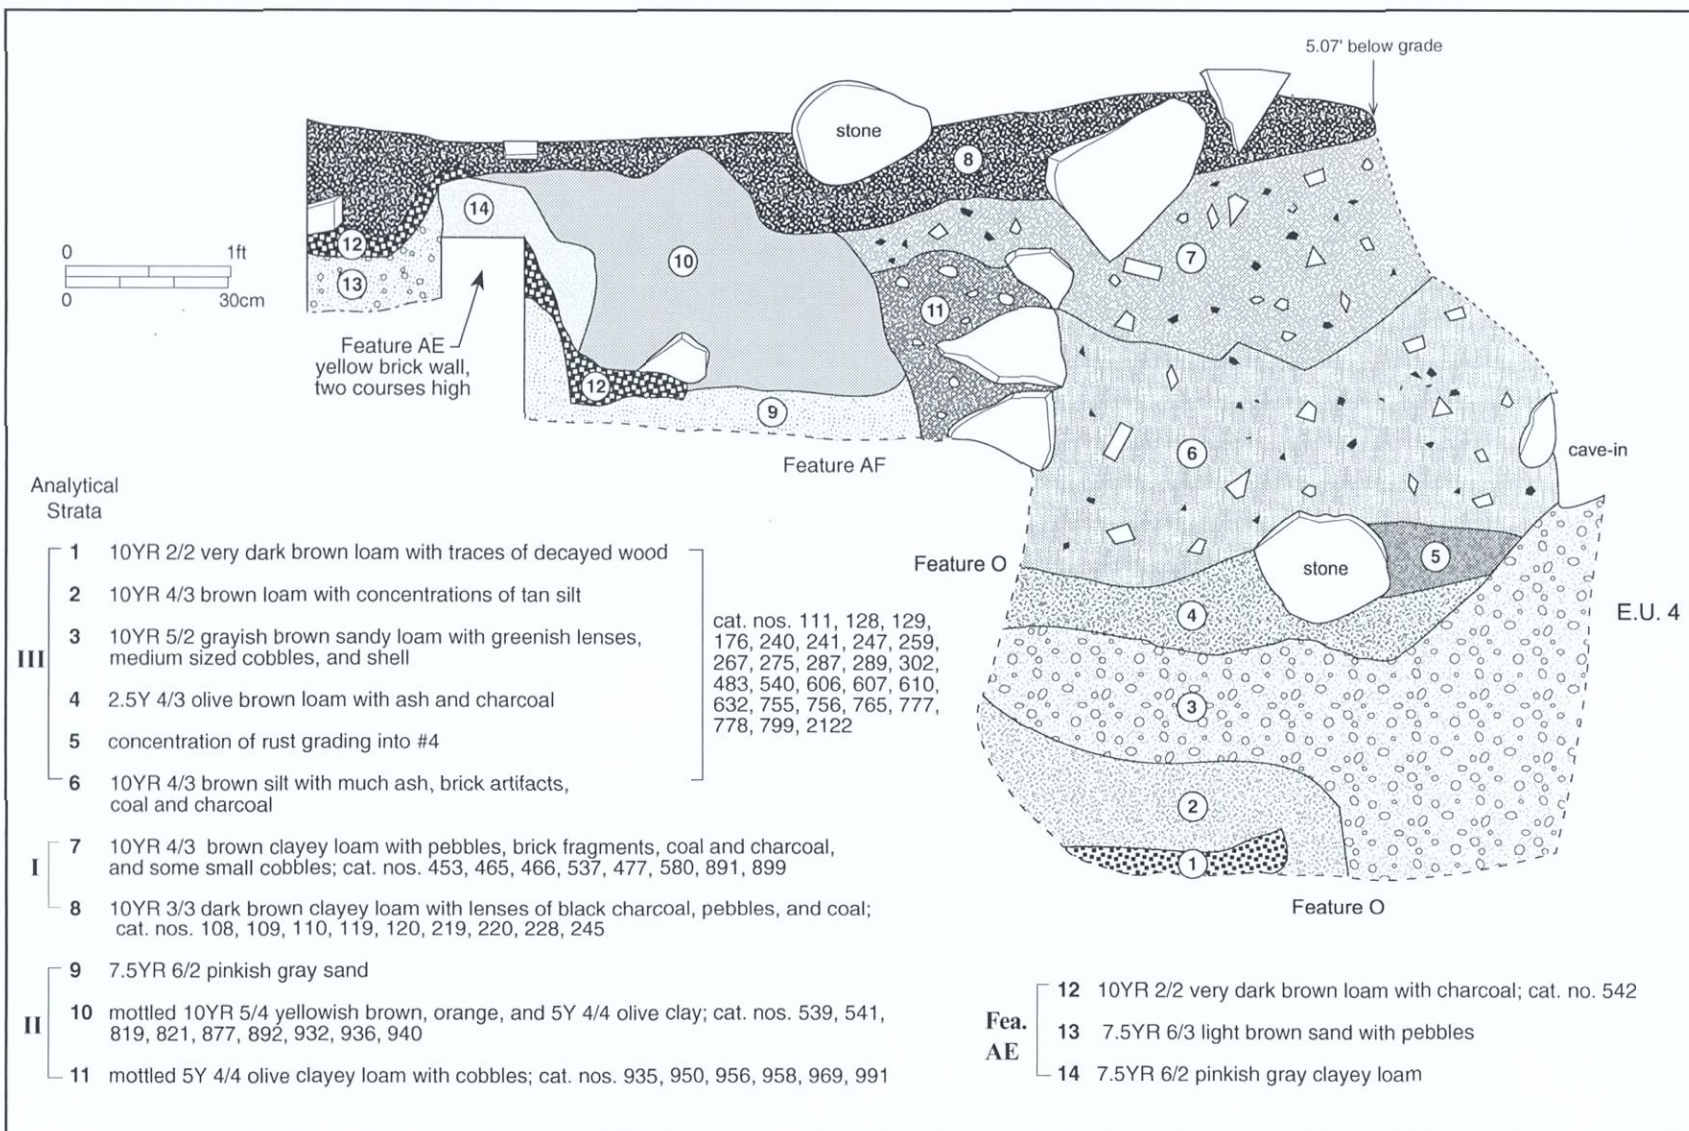 5.07' below grade
stone
8
14
12
10
7
13
11
0 1ft
0 30cm
Feature AE
yellow brick wall,
two courses high
12
9
6
cave-in
Feature AF
5
stone
Feature O
4
E.U. 4
3
2
1
Feature O
Analytical
Strata
III
1 10YR 2/2 very dark brown loam with traces of decayed wood
2 10YR 4/3 brown loam with concentrations of tan silt
3 10YR 5/2 grayish brown sandy loam with greenish lenses,
medium sized cobbles, and shell
4 2.5Y 4/3 olive brown loam with ash and charcoal
5 concentration of rust grading into #4
6 10YR 4/3 brown silt with much ash, brick artifacts,
coal and charcoal
cat. nos. 111, 128, 129,
176, 240, 241, 247, 259,
267, 275, 287, 289, 302,
483, 540, 606, 607, 610,
632, 755, 756, 765, 777,
778, 799, 2122
I
7 10YR 4/3 brown clayey loam with pebbles, brick fragments, coal and charcoal,
and some small cobbles; cat. nos. 453, 465, 466, 537, 477, 580, 891, 899
8 10YR 3/3 dark brown clayey loam with lenses of black charcoal, pebbles, and coal;
cat. nos. 108, 109, 110, 119, 120, 219, 220, 228, 245
II
9 7.5YR 6/2 pinkish gray sand
10 mottled 10YR 5/4 yellowish brown, orange, and 5Y 4/4 olive clay; cat. nos. 539, 541,
819, 821, 877, 892, 932, 936, 940
11 mottled 5Y 4/4 olive clayey loam with cobbles; cat. nos. 935, 950, 956, 958, 969, 991
Fea.
AE
12 10YR 2/2 very dark brown loam with charcoal; cat. no. 542
13 7.5YR 6/3 light brown sand with pebbles
14 7.5YR 6/2 pinkish gray clayey loam